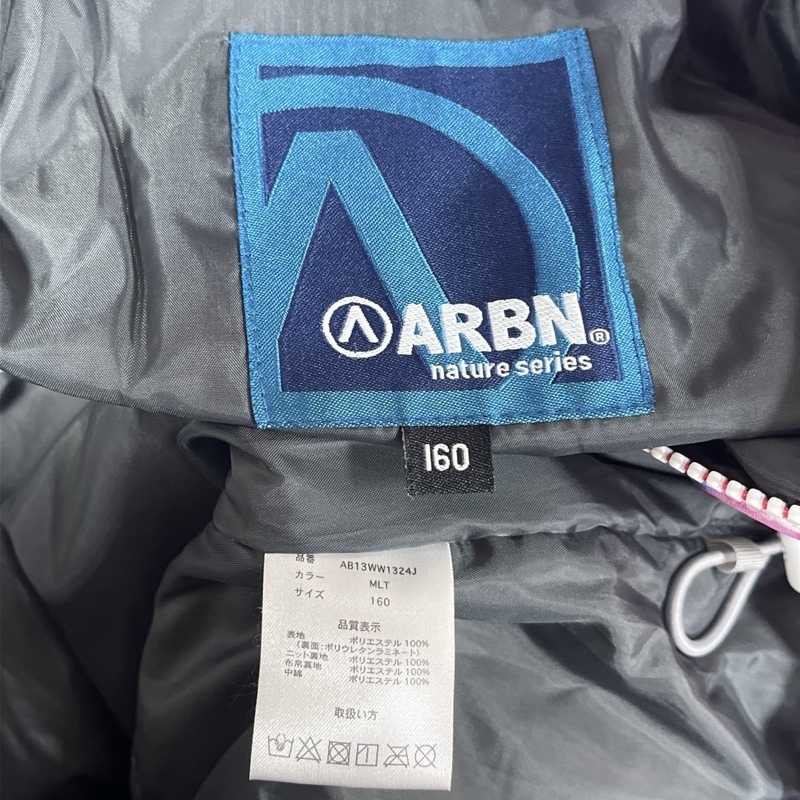 ARBN®
nature series
160
品番 AB13WW1324J
カラー MLT
サイズ 160
品質表示
表地 ポリエステル 100%
(裏面:ポリウレタンラミネート)
ニット裏地 ポリエステル 100%
布帛裏地 ポリエステル 100%
中綿 ポリエステル 100%
取扱い方